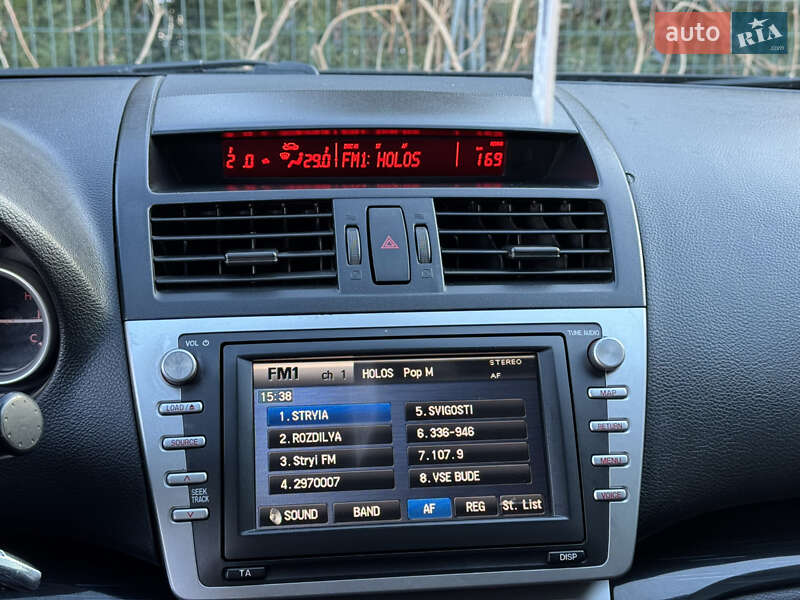 auto RIA .com
29.0 FM1: HOLOS 169
VOL TUNE AUDIO
FM1 ch 1 HOLOS Pop M STEREO
AF
15:38
1.STRYIA 5.SVIGOSTI
2.ROZDILYA 6.336-946
3.Stryi FM 7.107.9
4.2970007 8.VSE BUDE
SOUND BAND AF REG St. List
LOAD/
SOURCE
SEEK
TRACK
MAP
RETURN
MENU
VOICE
TA DISP
H
C